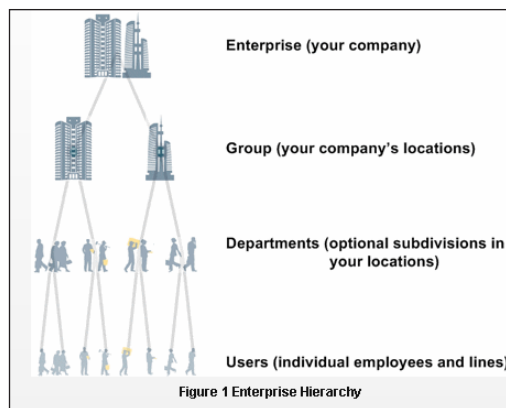 Enterprise (your company)
Group (your company's locations)
Departments (optional subdivisions in
your locations)
Users (individual employees and lines)
Figure 1 Enterprise Hierarchy